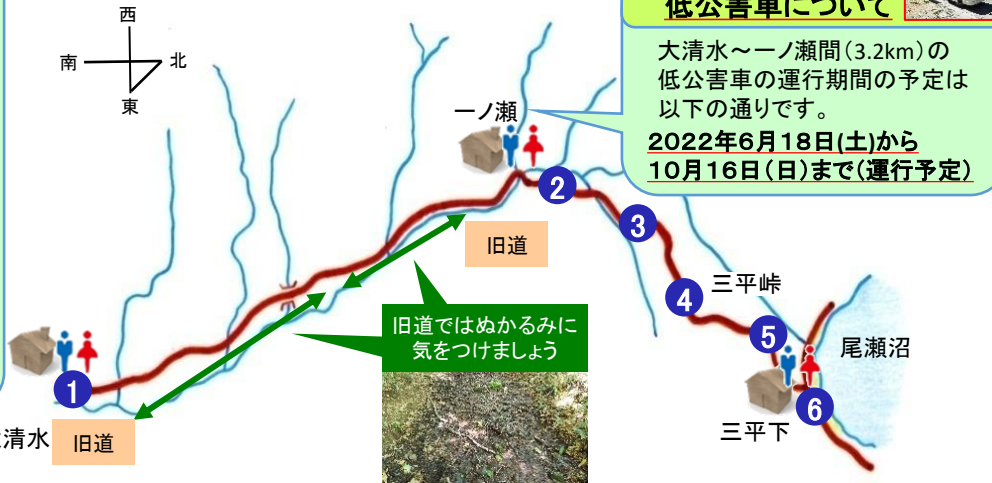 低公害車について
大清水～一ノ瀬間(3.2km)の
低公害車の運行期間の予定は
以下の通りです。
2022年6月18日(土)から
10月16日(日)まで(運行予定)
西
南
北
東
一ノ瀬
2
旧道
3
三平峠
4
5
尾瀬沼
旧道ではぬかるみに
気をつけましょう
1
6
三平下
清水
旧道